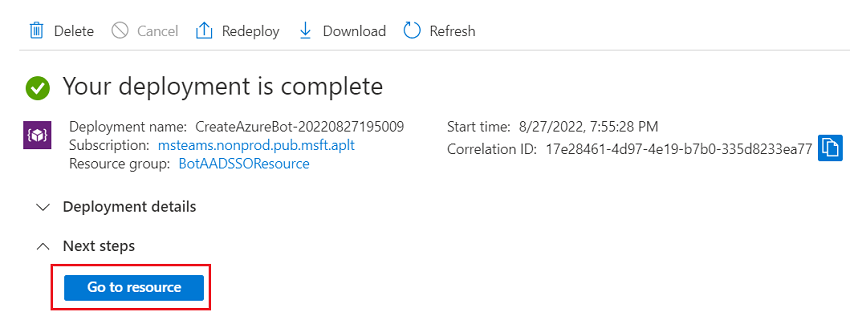 Delete Cancel Redeploy Download Refresh
Your deployment is complete
Deployment name: CreateAzureBot-20220827195009
Subscription: msteams.nonprod.pub.msft.aplt
Resource group: BotAADSSOResource
Start time: 8/27/2022, 7:55:28 PM
Correlation ID: 17e28461-4d97-4e19-b7b0-335d8233ea77
Deployment details
Next steps
Go to resource